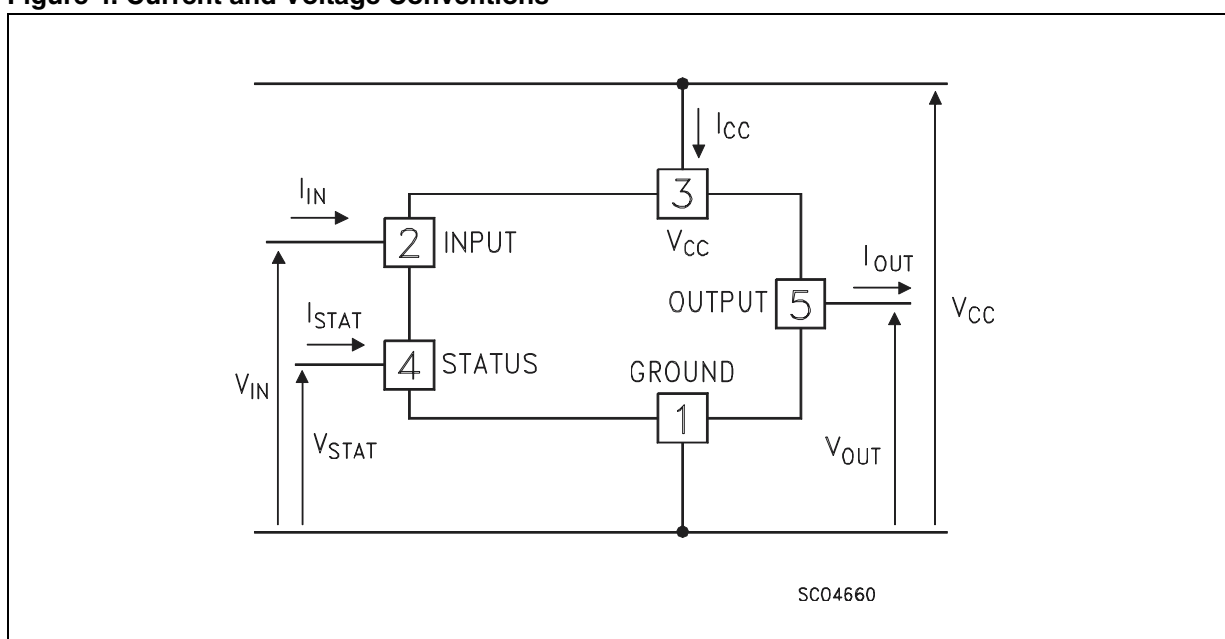 Figure 4. Current and Voltage Conventions
I_CC
3
V_CC
I_IN
2 INPUT
I_OUT
OUTPUT 5
V_CC
I_STAT
4 STATUS
GROUND
1
V_IN
V_STAT
V_OUT
SC04660